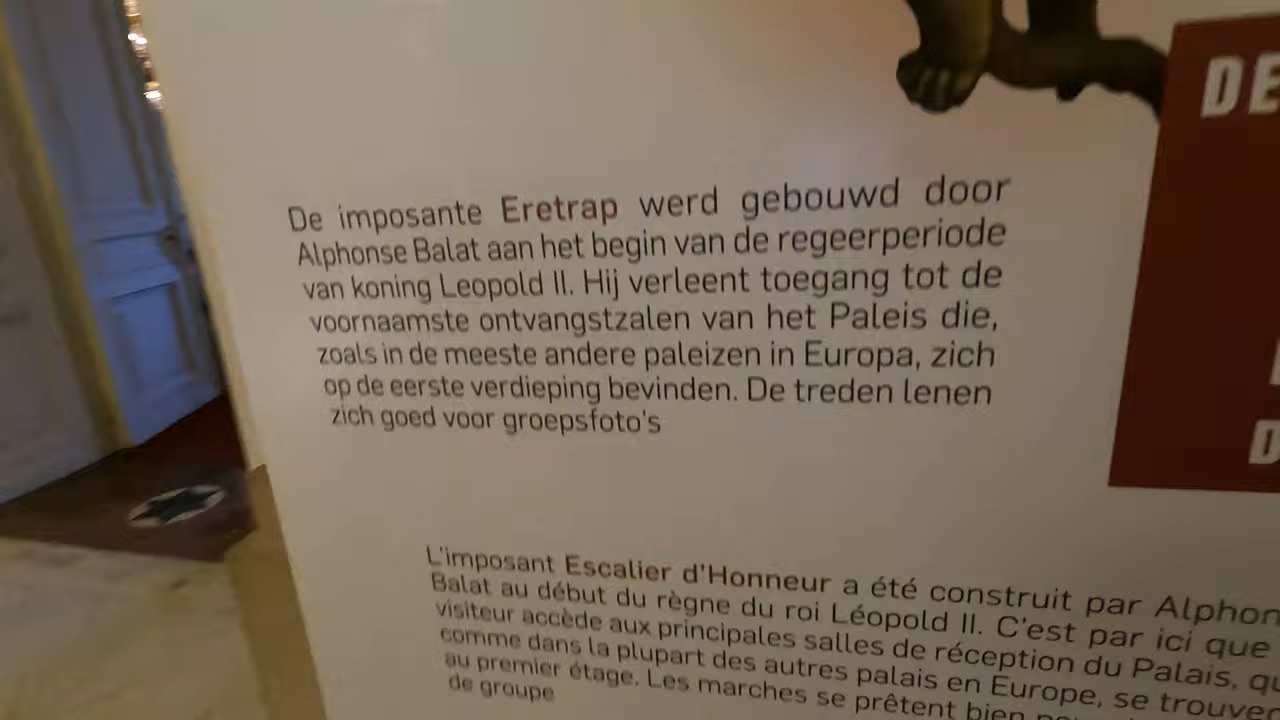 DE
De imposante Eretrap werd gebouwd door
Alphonse Balat aan het begin van de regeerperiode
van koning Leopold II. Hij verleent toegang tot de
voornaamste ontvangstzalen van het Paleis die,
zoals in de meeste andere paleizen in Europa, zich
op de eerste verdieping bevinden. De treden lenen
zich goed voor groepsfoto's
L'imposant Escalier d'Honneur a été construit par Alphon
Balat au début du règne du roi Léopold II. C'est par ici que
visiteur accède aux principales salles de réception du Palais, qu
comme dans la plupart des autres palais en Europe, se trouver
au premier étage. Les marches se prêtent bien
de groupe